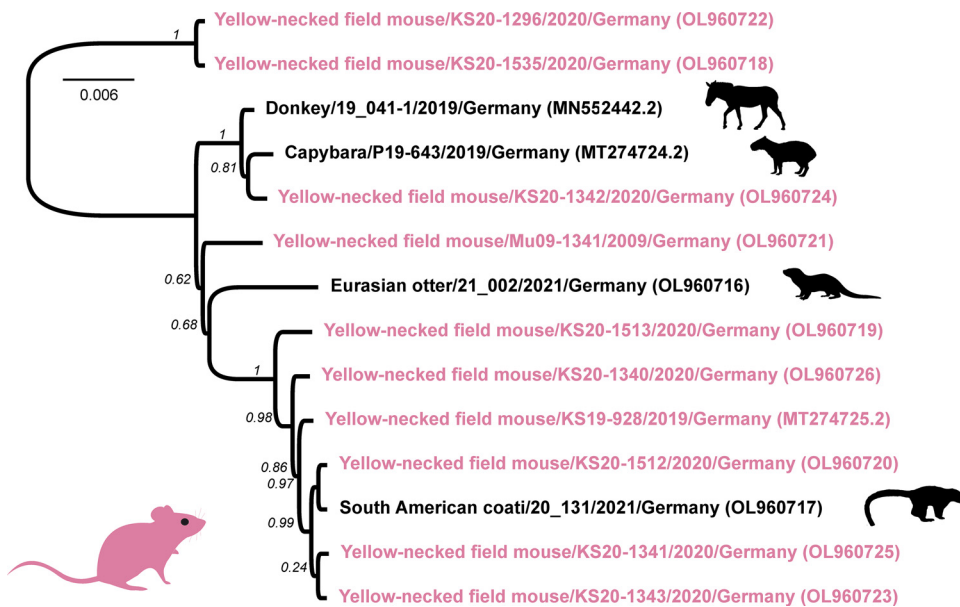 Yellow-necked field mouse/KS20-1296/2020/Germany (OL960722)
1
Yellow-necked field mouse/KS20-1535/2020/Germany (OL960718)
0.006
Donkey/19_041-1/2019/Germany (MN552442.2)
1
Capybara/P19-643/2019/Germany (MT274724.2)
0.81
Yellow-necked field mouse/KS20-1342/2020/Germany (OL960724)
Yellow-necked field mouse/Mu09-1341/2009/Germany (OL960721)
0.62
Eurasian otter/21_002/2021/Germany (OL960716)
0.68
Yellow-necked field mouse/KS20-1513/2020/Germany (OL960719)
1
Yellow-necked field mouse/KS20-1340/2020/Germany (OL960726)
0.98
Yellow-necked field mouse/KS19-928/2019/Germany (MT274725.2)
0.86
Yellow-necked field mouse/KS20-1512/2020/Germany (OL960720)
0.97
South American coati/20_131/2021/Germany (OL960717)
0.99
Yellow-necked field mouse/KS20-1341/2020/Germany (OL960725)
0.24
Yellow-necked field mouse/KS20-1343/2020/Germany (OL960723)